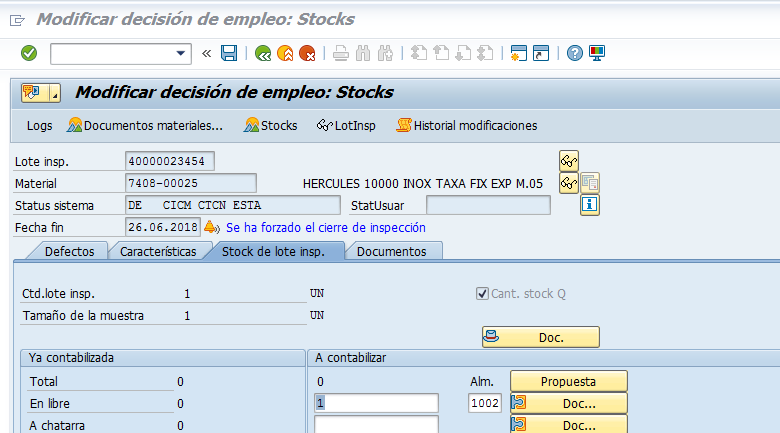 Modificar decisión de empleo: Stocks
Modificar decisión de empleo: Stocks
Logs Documentos materiales... Stocks LotInsp Historial modificaciones
Lote insp. 40000023454
Material 7408-00025 HERCULES 10000 INOX TAXA FIX EXP M.05
Status sistema DE CICM CTCN ESTA StatUsuar
Fecha fin 26.06.2018 Se ha forzado el cierre de inspección
Defectos Características Stock de lote insp. Documentos
Ctd.lote insp. 1 UN Cant. stock Q
Tamaño de la muestra 1 UN
Doc.
Ya contabilizada A contabilizar
Total 0 0 Alm. Propuesta
En libre 0 1 1002 Doc...
A chatarra 0 Doc...